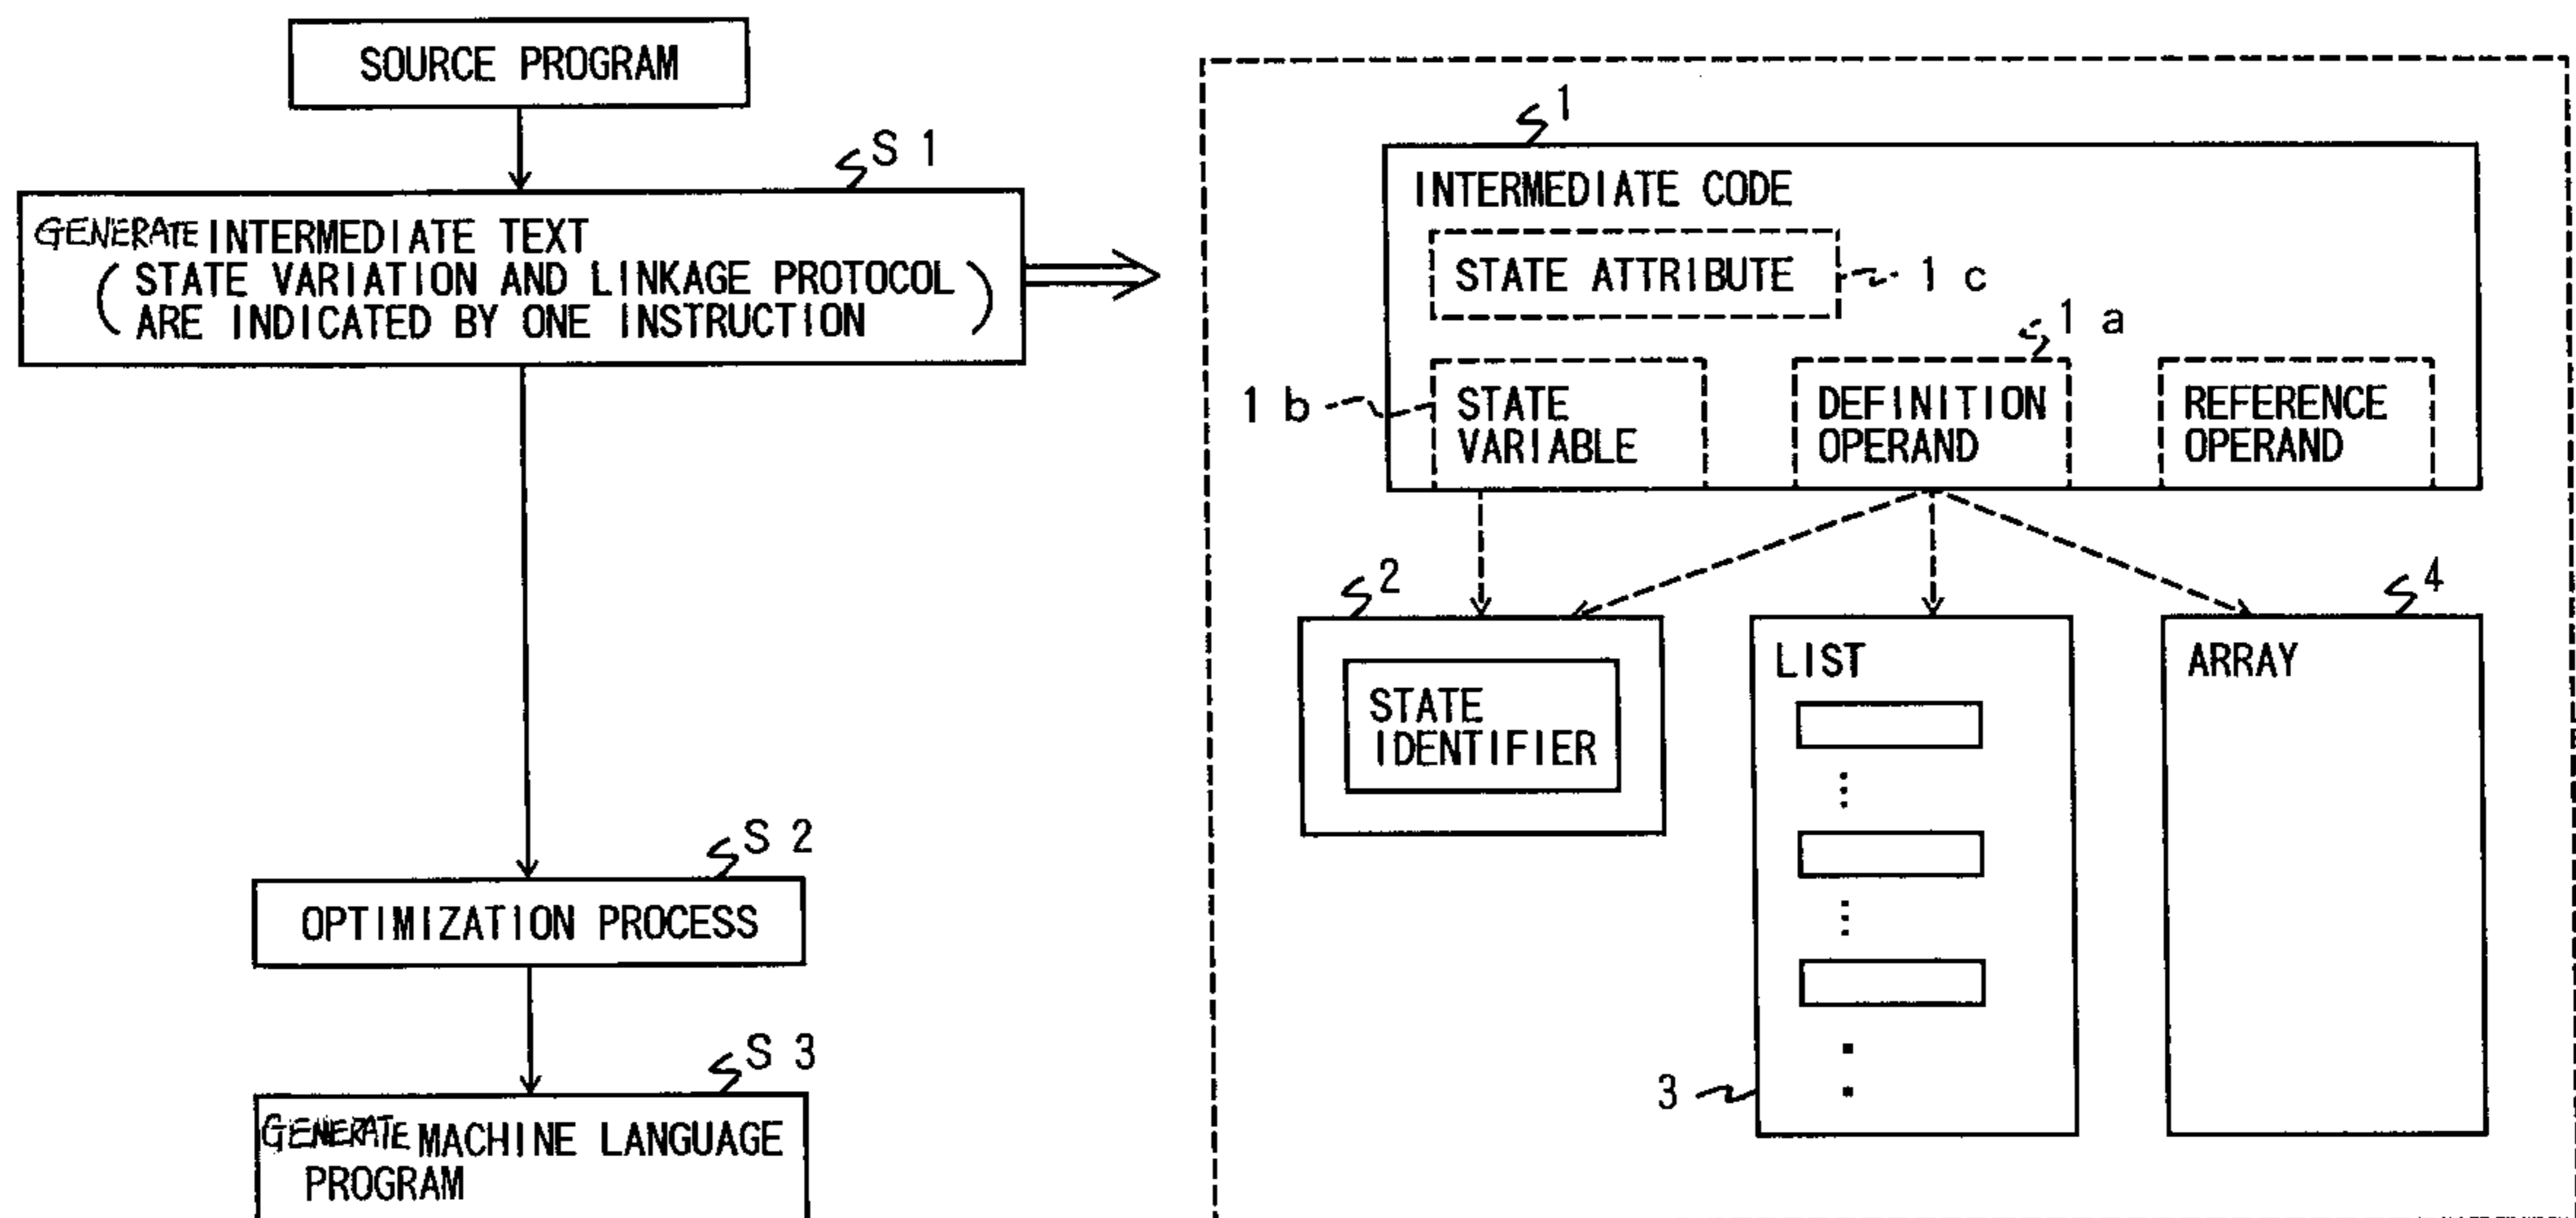 SOURCE PROGRAM
S 1
GENERATE INTERMEDIATE TEXT
( STATE VARIATION AND LINKAGE PROTOCOL
ARE INDICATED BY ONE INSTRUCTION )
S 2
OPTIMIZATION PROCESS
S 3
GENERATE MACHINE LANGUAGE
PROGRAM
1
INTERMEDIATE CODE
STATE ATTRIBUTE
1 c
1 a
1 b
STATE
VARIABLE
DEFINITION
OPERAND
REFERENCE
OPERAND
2
STATE
IDENTIFIER
LIST
3
4
ARRAY